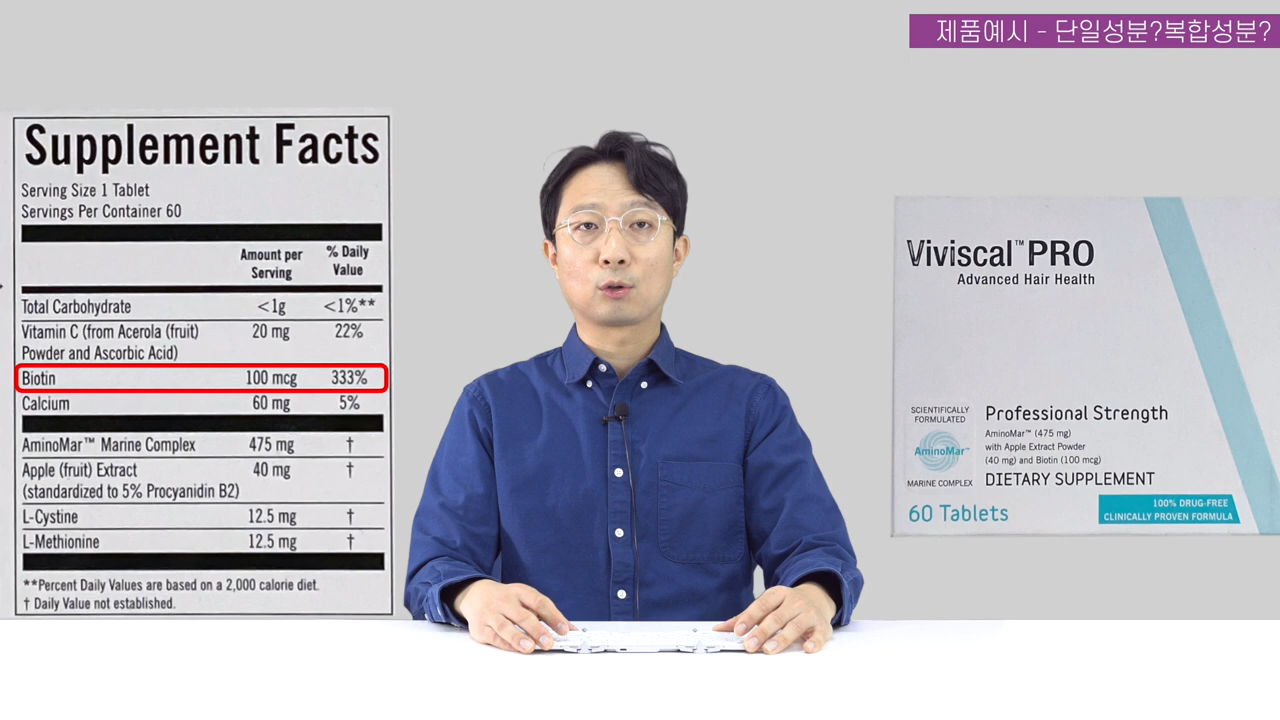 제품예시 - 단일성분?복합성분?
Supplement Facts
Serving Size 1 Tablet
Servings Per Container 60
Amount per Serving % Daily Value
Total Carbohydrate <1g <1%**
Vitamin C (from Acerola (fruit) 20 mg 22%
Powder and Ascorbic Acid)
Biotin 100 mcg 333%
Calcium 60 mg 5%
AminoMar™ Marine Complex 475 mg †
Apple (fruit) Extract 40 mg †
(standardized to 5% Procyanidin B2)
L-Cystine 12.5 mg †
L-Methionine 12.5 mg †
**Percent Daily Values are based on a 2,000 calorie diet.
† Daily Value not established.
Viviscal™ PRO
Advanced Hair Health
SCIENTIFICALLY
FORMULATED
AminoMar™
MARINE COMPLEX
Professional Strength
AminoMar™ (475 mg)
with Apple Extract Powder
(40 mg) and Biotin (100 mcg)
DIETARY SUPPLEMENT
60 Tablets
100% DRUG-FREE
CLINICALLY PROVEN FORMULA